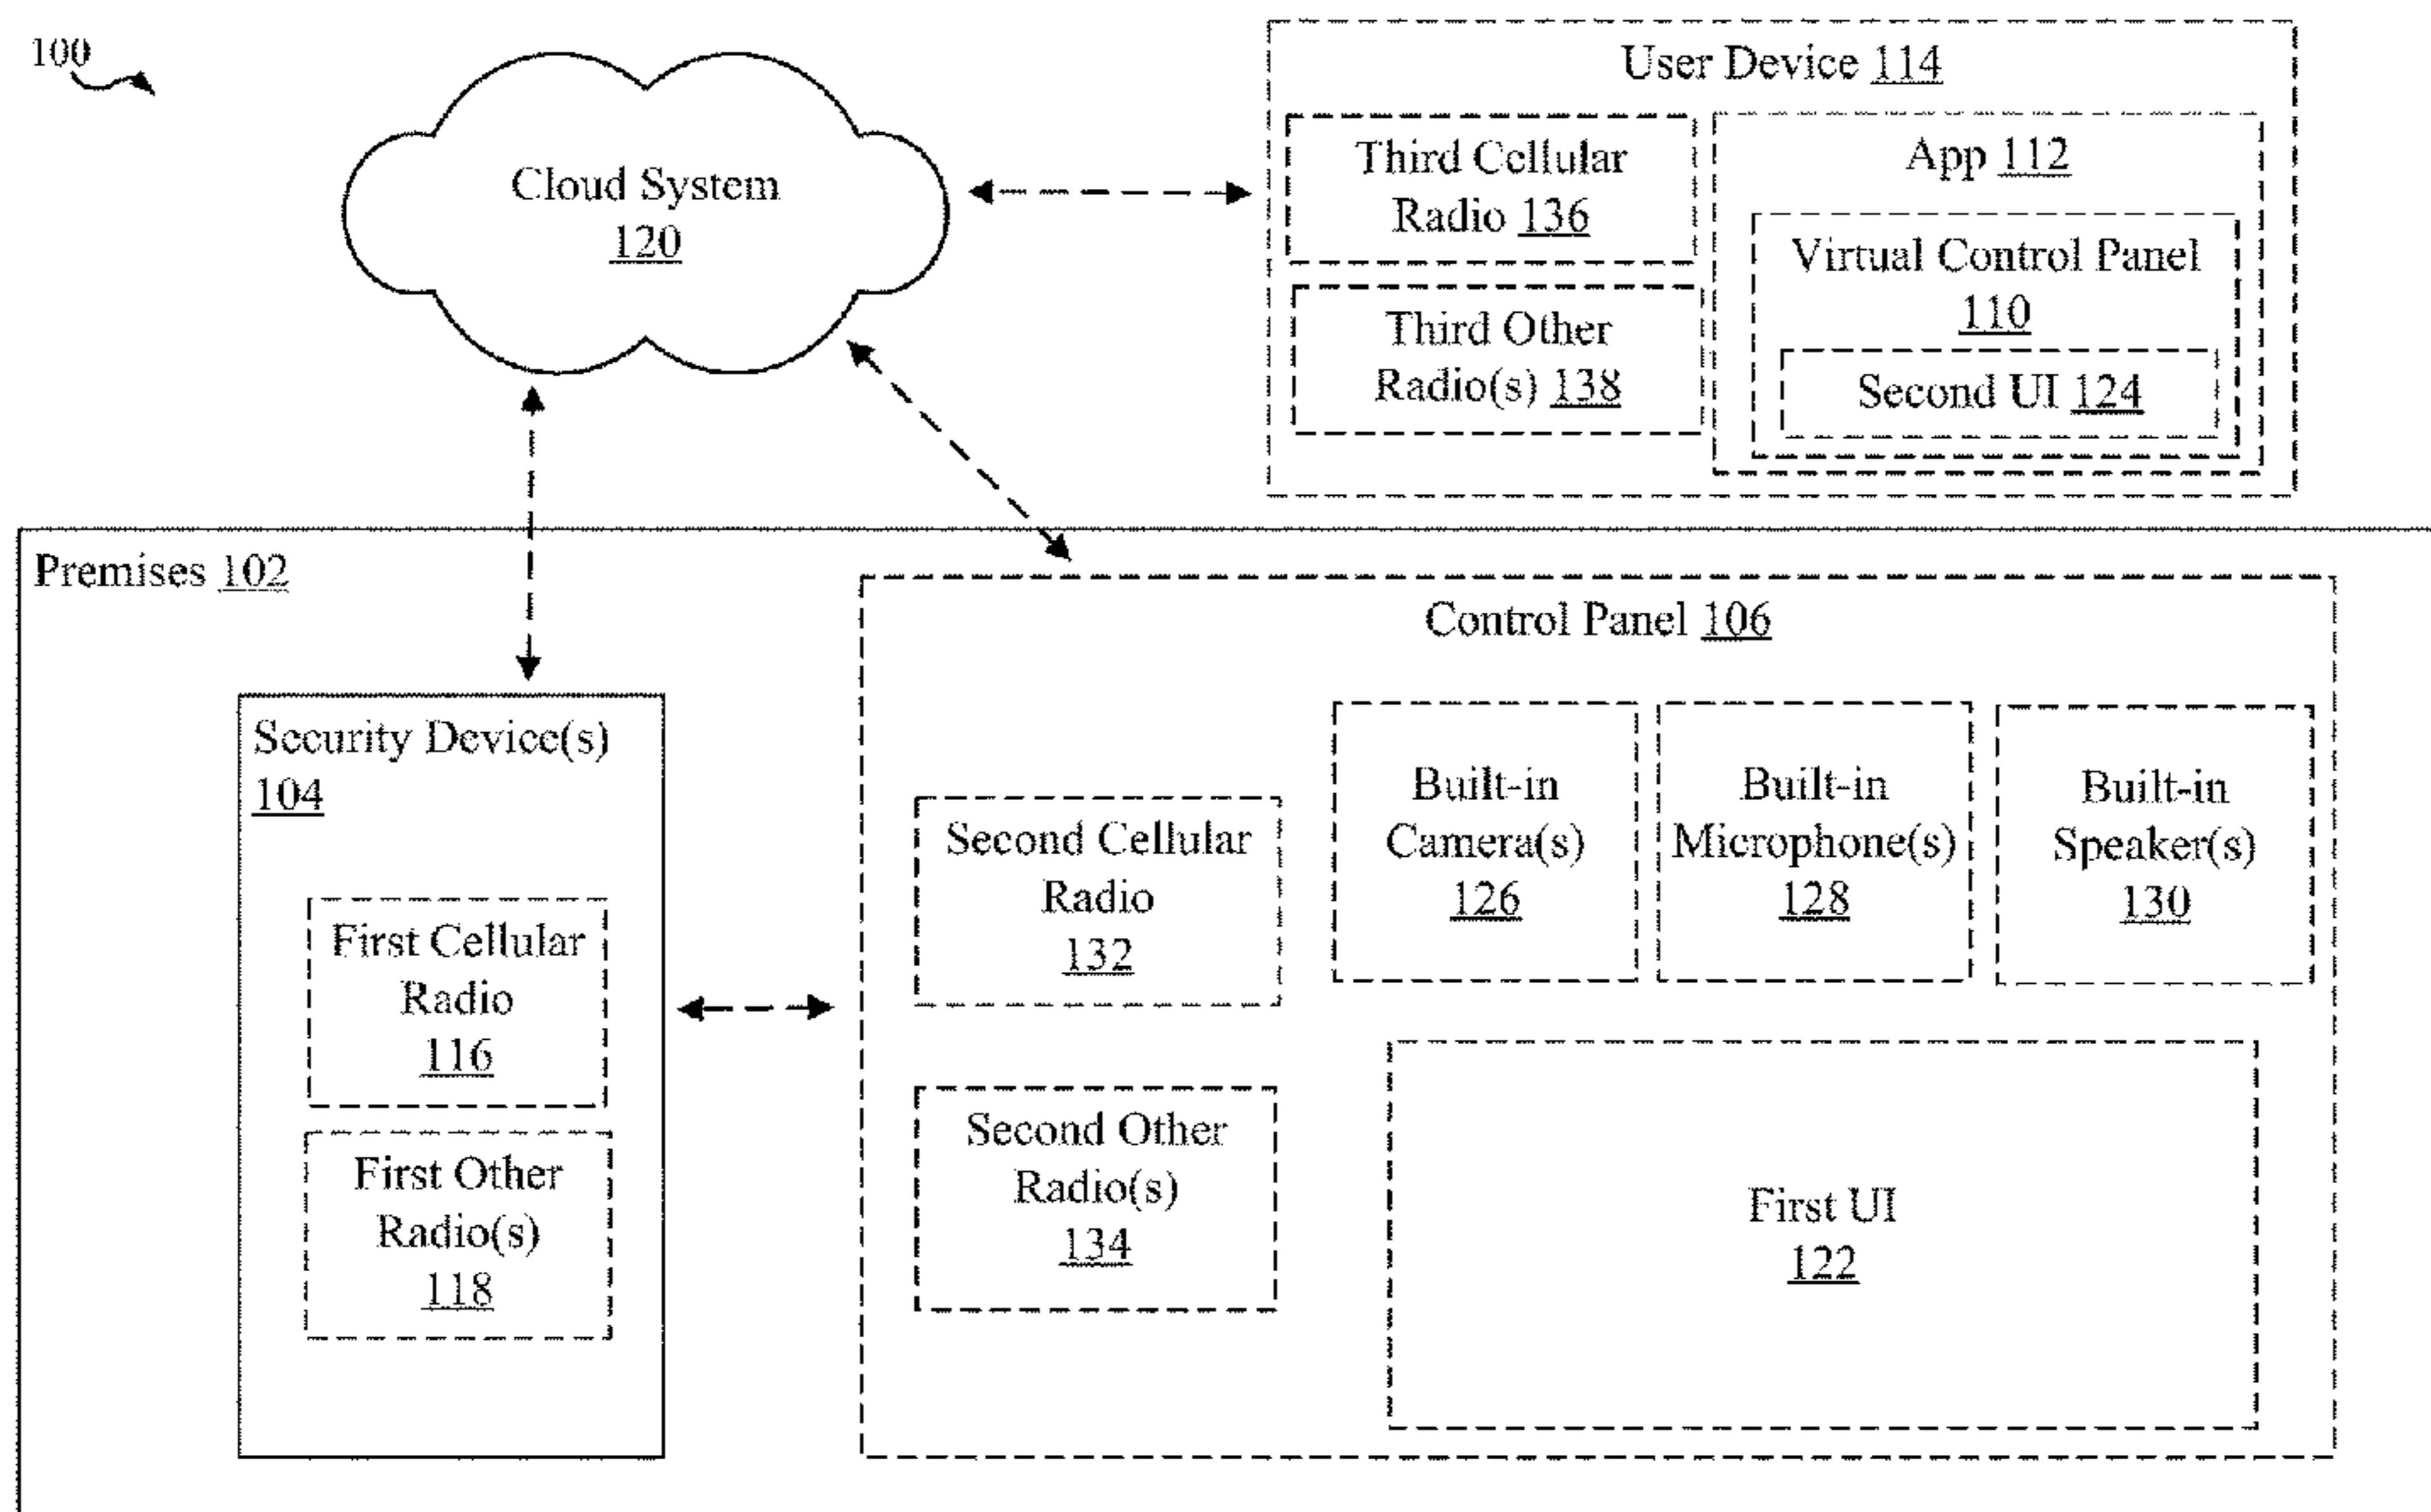 100
Cloud System
120
User Device 114
Third Cellular
Radio 136
Third Other
Radio(s) 138
App 112
Virtual Control Panel
110
Second UI 124
Premises 102
Security Device(s)
104
First Cellular
Radio
116
First Other
Radio(s)
118
Control Panel 106
Second Cellular
Radio
132
Second Other
Radio(s)
134
Built-in
Camera(s)
126
Built-in
Microphone(s)
128
Built-in
Speaker(s)
130
First UI
122